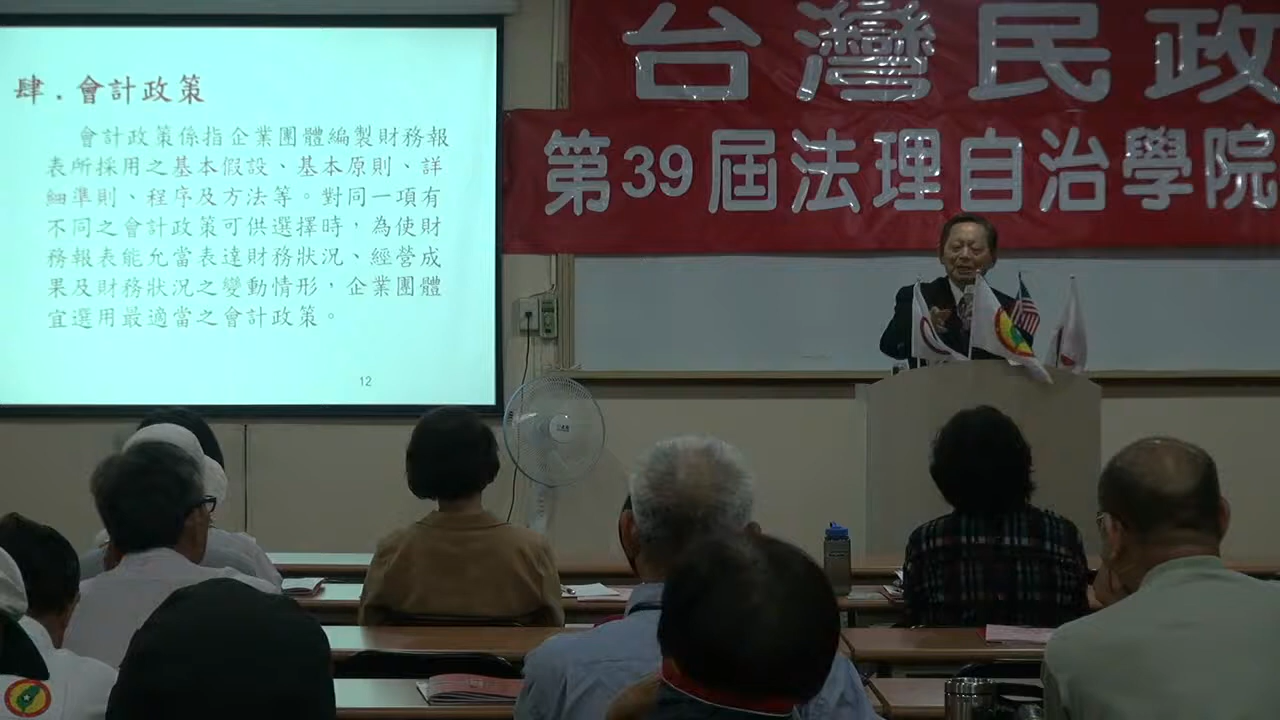 肆．會計政策
會計政策係指企業團體編製財務報
表所採用之基本假設、基本原則、詳
細準則、程序及方法等。對同一項有
不同之會計政策可供選擇時，為使財
務報表能允當表達財務狀況、經營成
果及財務狀況之變動情形，企業團體
宜選用最適當之會計政策。
12
台灣民政
第39屆法理自治學院